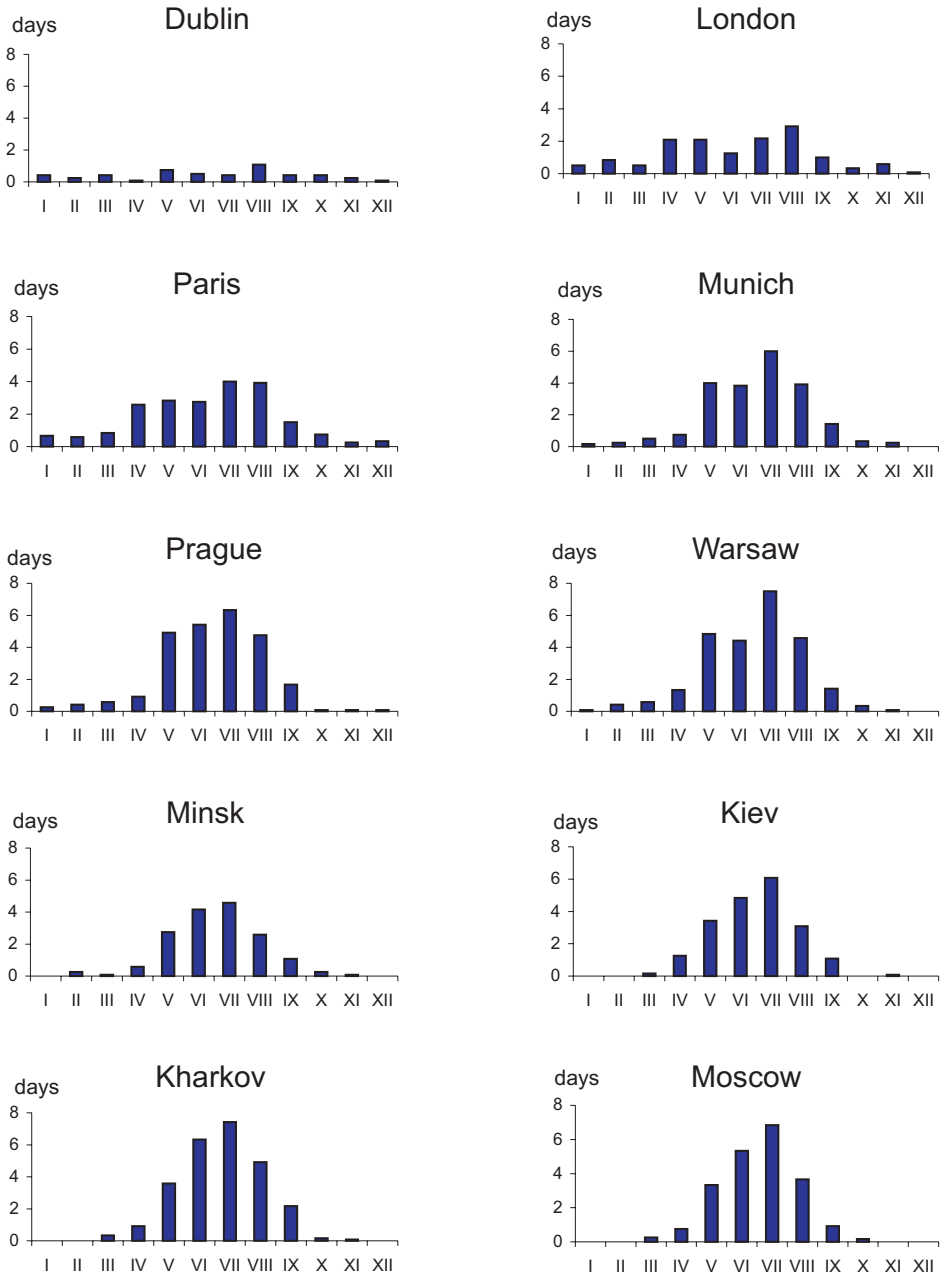 days Dublin
8
6
4
2
0
I II III IV V VI VII VIII IX X XI XII
days London
8
6
4
2
0
I II III IV V VI VII VIII IX X XI XII
days Paris
8
6
4
2
0
I II III IV V VI VII VIII IX X XI XII
days Munich
8
6
4
2
0
I II III IV V VI VII VIII IX X XI XII
days Prague
8
6
4
2
0
I II III IV V VI VII VIII IX X XI XII
days Warsaw
8
6
4
2
0
I II III IV V VI VII VIII IX X XI XII
days Minsk
8
6
4
2
0
I II III IV V VI VII VIII IX X XI XII
days Kiev
8
6
4
2
0
I II III IV V VI VII VIII IX X XI XII
days Kharkov
8
6
4
2
0
I II III IV V VI VII VIII IX X XI XII
days Moscow
8
6
4
2
0
I II III IV V VI VII VIII IX X XI XII